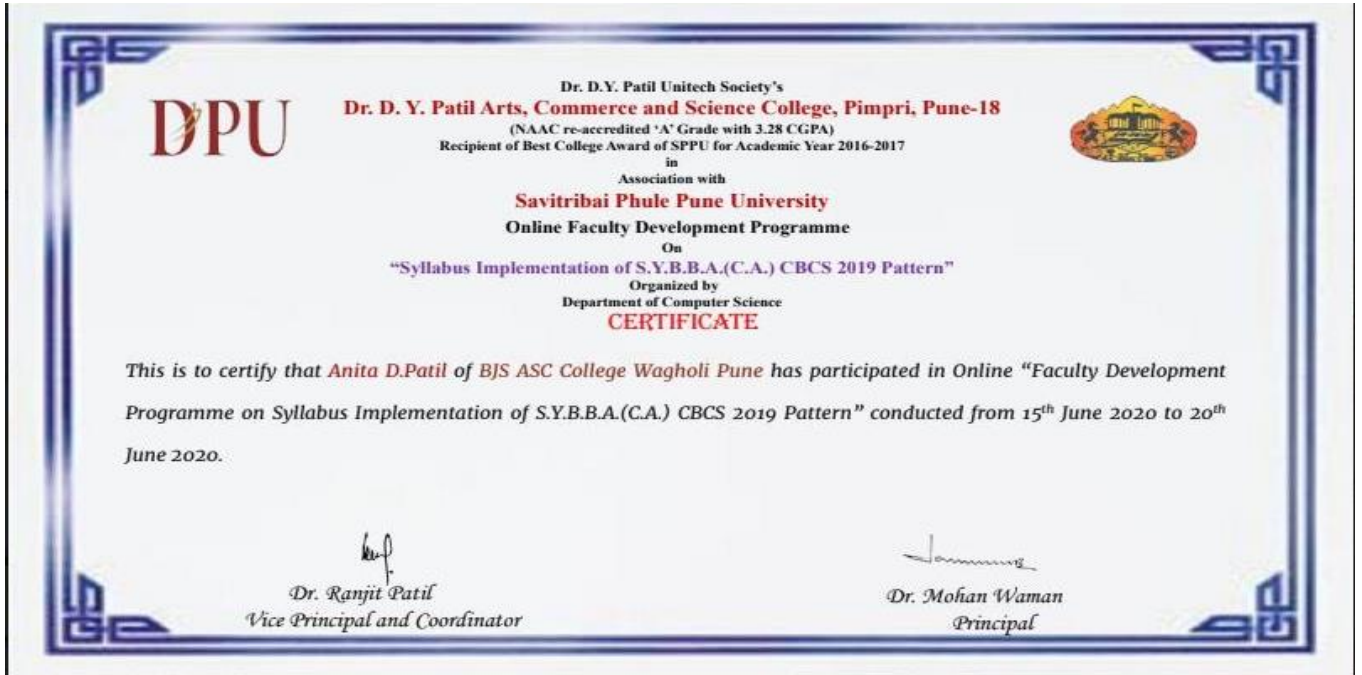 Dr. D.Y. Patil Unitech Society's
DPU
Dr. D. Y. Patil Arts, Commerce and Science College, Pimpri, Pune-18
(NAAC re-accredited 'A' Grade with 3.28 CGPA)
Recipient of Best College Award of SPPU for Academic Year 2016-2017
in
Association with
Savitribai Phule Pune University
Online Faculty Development Programme
On
“Syllabus Implementation of S.Y.B.B.A.(C.A.) CBCS 2019 Pattern”
Organized by
Department of Computer Science
CERTIFICATE
This is to certify that Anita D.Patil of BJS ASC College Wagholi Pune has participated in Online “Faculty Development
Programme on Syllabus Implementation of S.Y.B.B.A.(C.A.) CBCS 2019 Pattern” conducted from 15th June 2020 to 20th
June 2020.
Dr. Ranjit Patil
Vice Principal and Coordinator
Dr. Mohan Waman
Principal